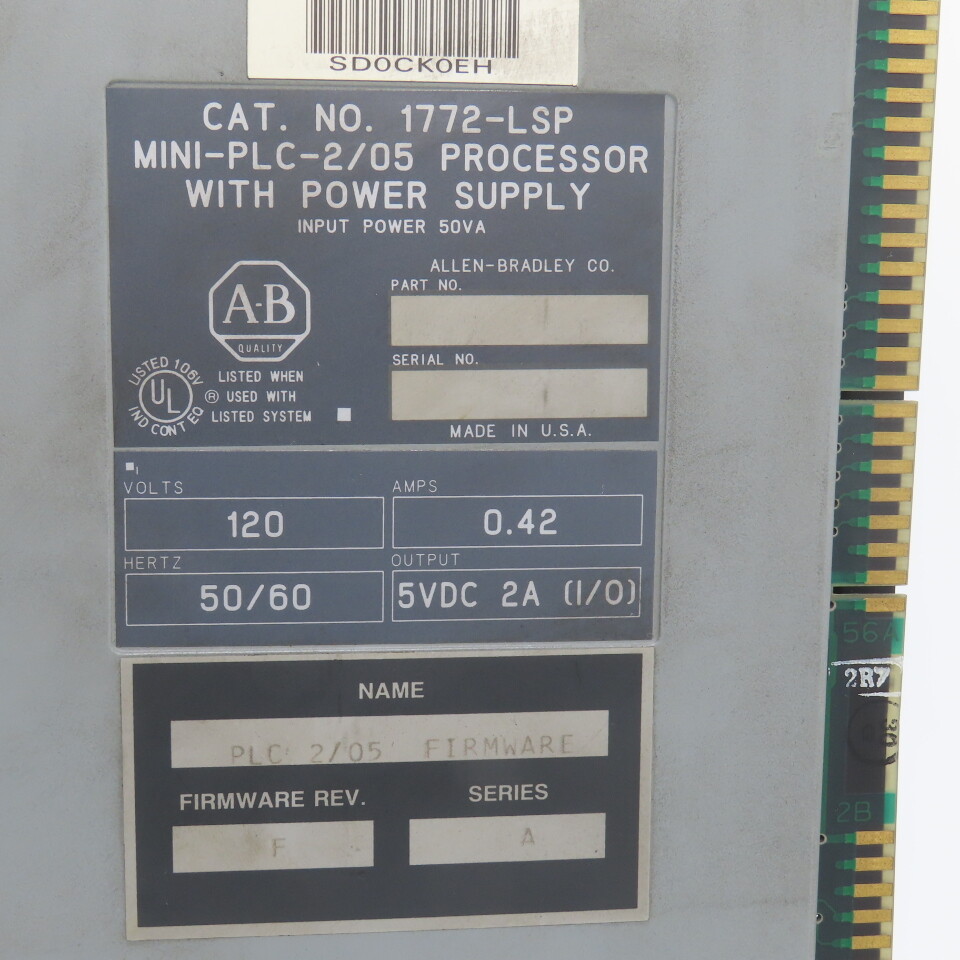 SDOCKOEH
CAT. NO. 1772-LSP
MINI-PLC-2/05 PROCESSOR
WITH POWER SUPPLY
INPUT POWER 50VA
ALLEN-BRADLEY CO.
PART NO.
A-B
QUALITY
SERIAL NO.
LISTED 106V
UL
IND CONT EQ
®
LISTED WHEN
USED WITH
LISTED SYSTEM
MADE IN U.S.A.
VOLTS
AMPS
120
0.42
HERTZ
OUTPUT
50/60
5VDC 2A (I/O)
NAME
PLC 2/05 FIRMWARE
FIRMWARE REV.
SERIES
F
A
56A
2R7
2B